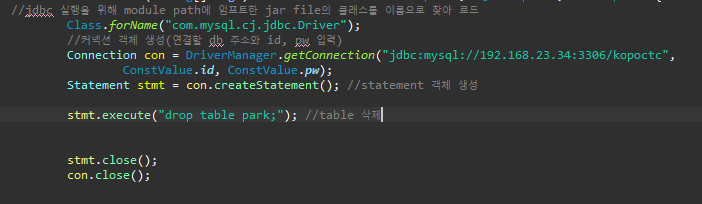 //jdbc 실행을 위해 module path에 임포트한 jar file의 클래스를 이름으로 찾아 로드
Class.forName("com.mysql.cj.jdbc.Driver");
//커넥션 객체 생성(연결할 db 주소와 id, pw 입력)
Connection con = DriverManager.getConnection("jdbc:mysql://192.168.23.34:3306/kopoctc",
ConstValue.id, ConstValue.pw);
Statement stmt = con.createStatement(); //statement 객체 생성
stmt.execute("drop table park;"); //table 삭제
stmt.close();
con.close();